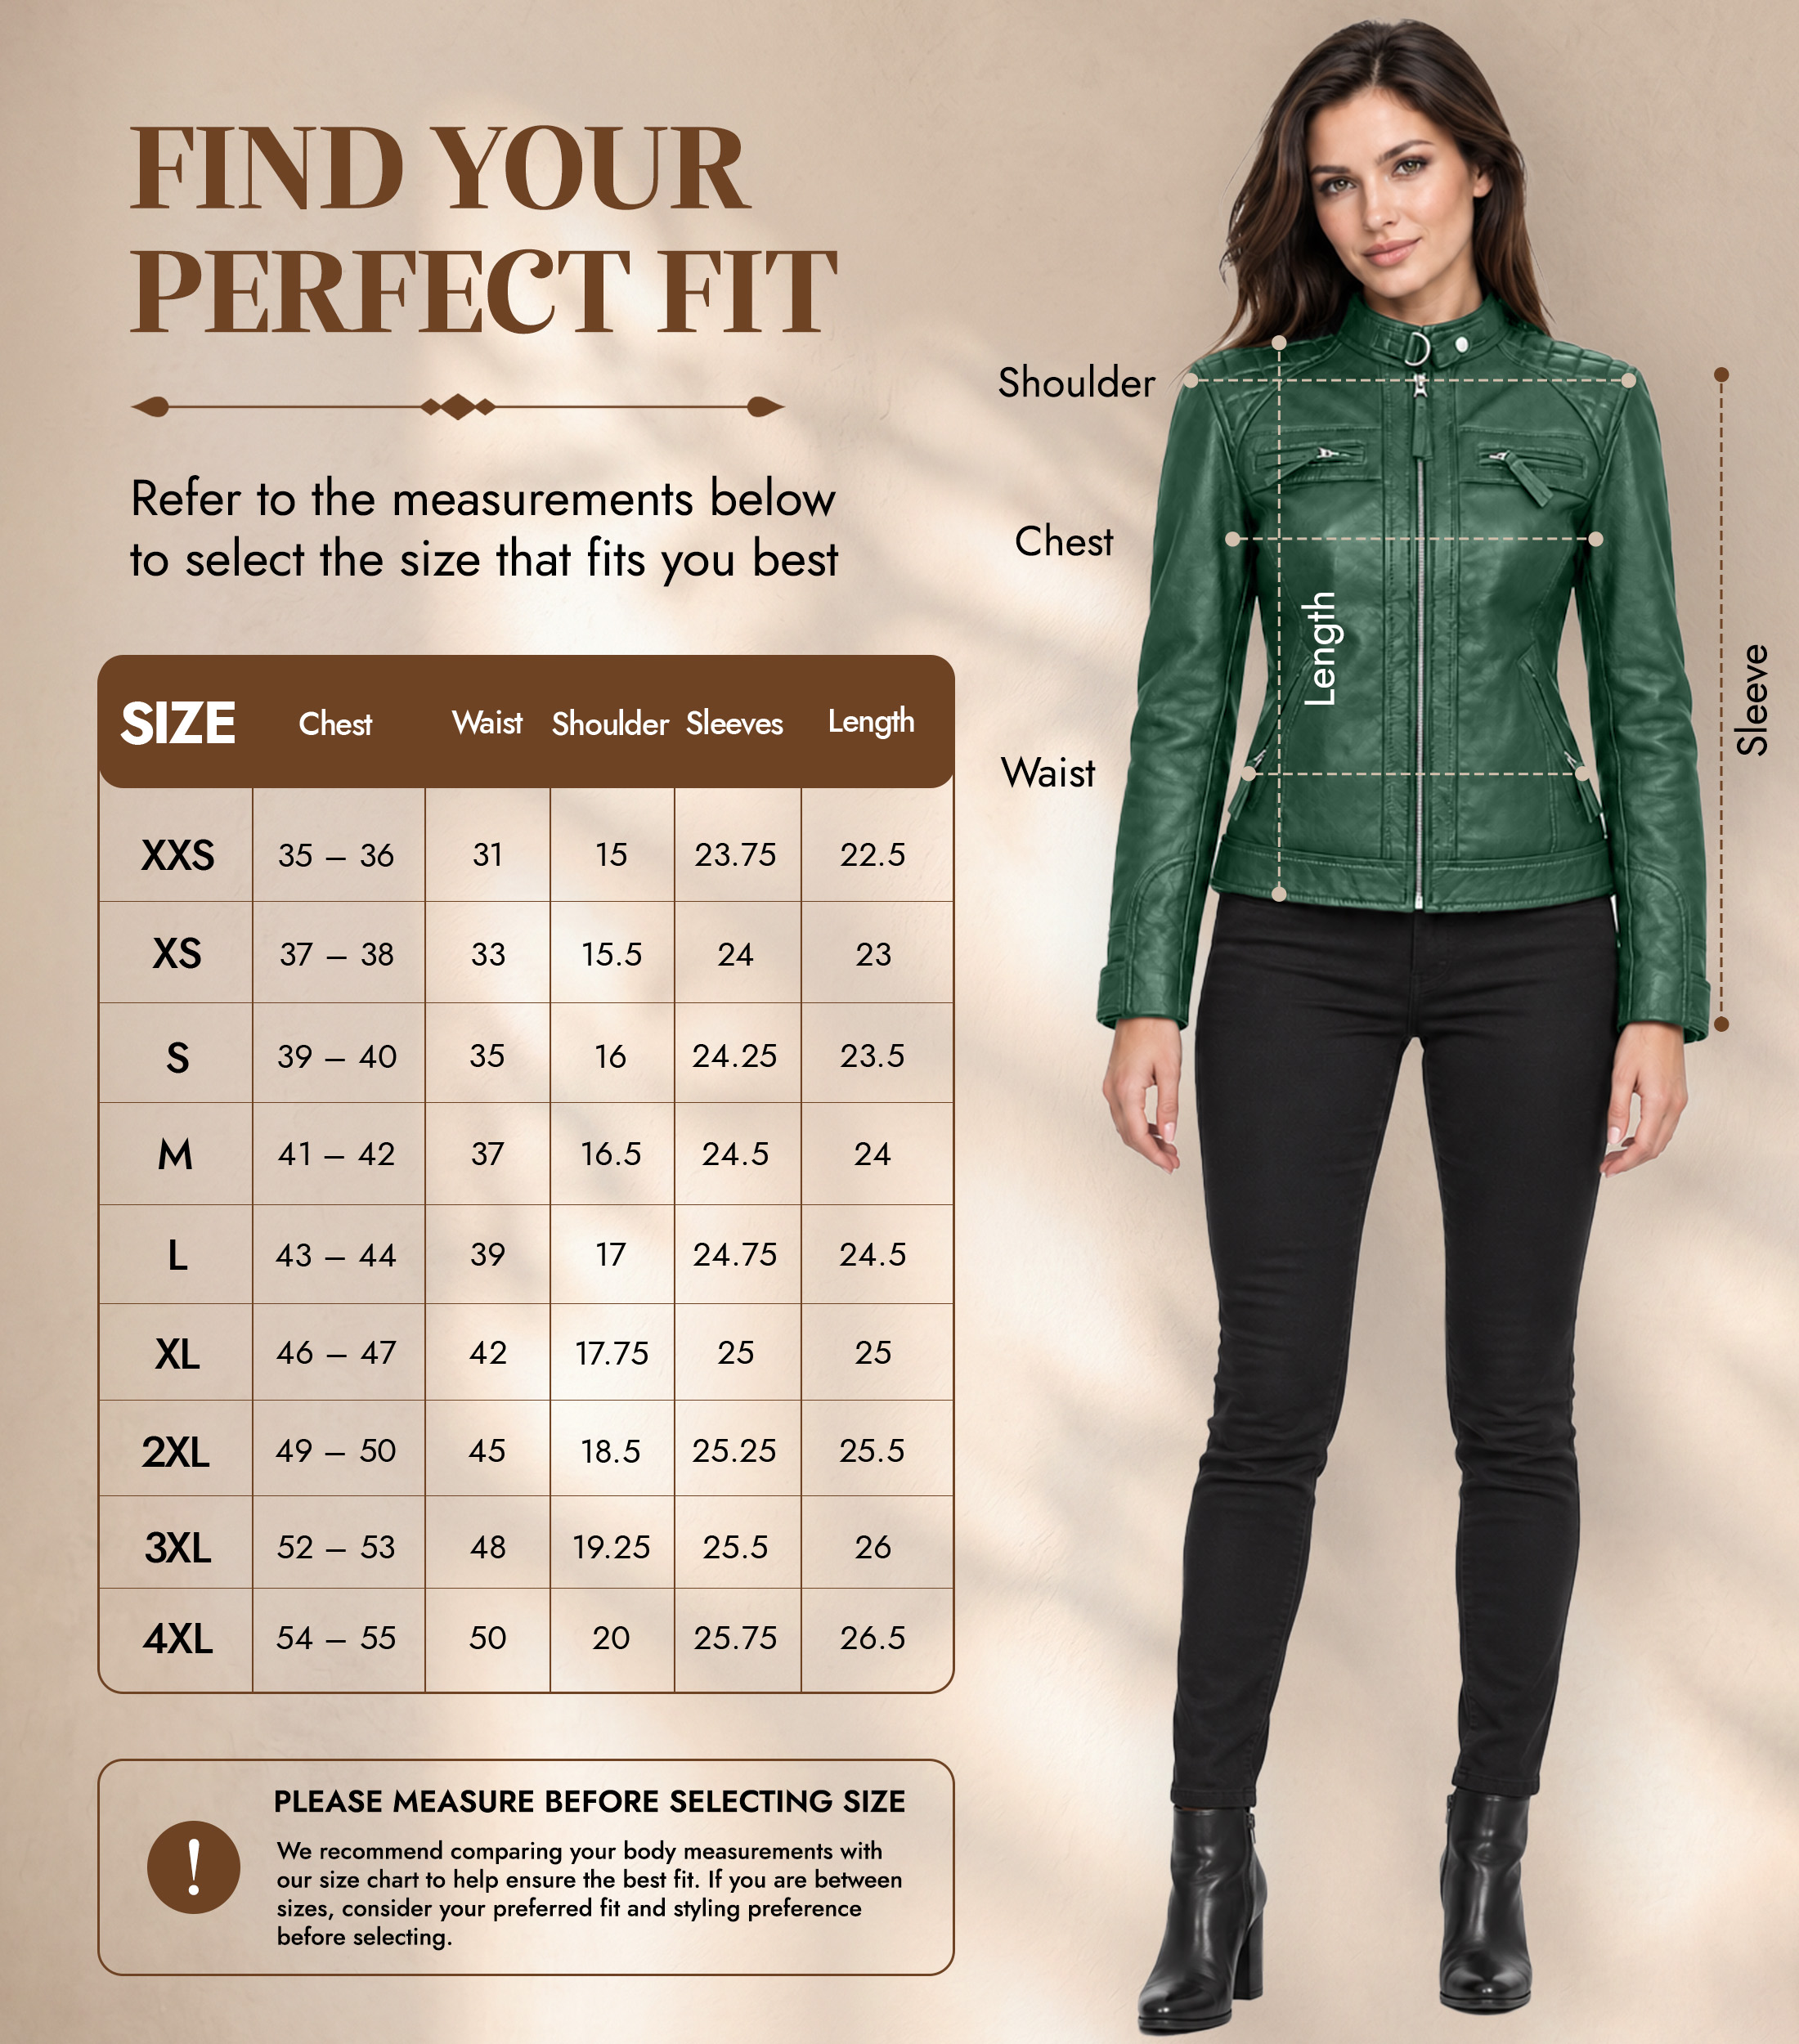 FIND YOUR
PERFECT FIT
Refer to the measurements below
to select the size that fits you best
SIZE Chest Waist Shoulder Sleeves Length
XXS 35 – 36 31 15 23.75 22.5
XS 37 – 38 33 15.5 24 23
S 39 – 40 35 16 24.25 23.5
M 41 – 42 37 16.5 24.5 24
L 43 – 44 39 17 24.75 24.5
XL 46 – 47 42 17.75 25 25
2XL 49 – 50 45 18.5 25.25 25.5
3XL 52 – 53 48 19.25 25.5 26
4XL 54 – 55 50 20 25.75 26.5
!
PLEASE MEASURE BEFORE SELECTING SIZE
We recommend comparing your body measurements with
our size chart to help ensure the best fit. If you are between
sizes, consider your preferred fit and styling preference
before selecting.
Shoulder
Chest
Length
Waist
Sleeve